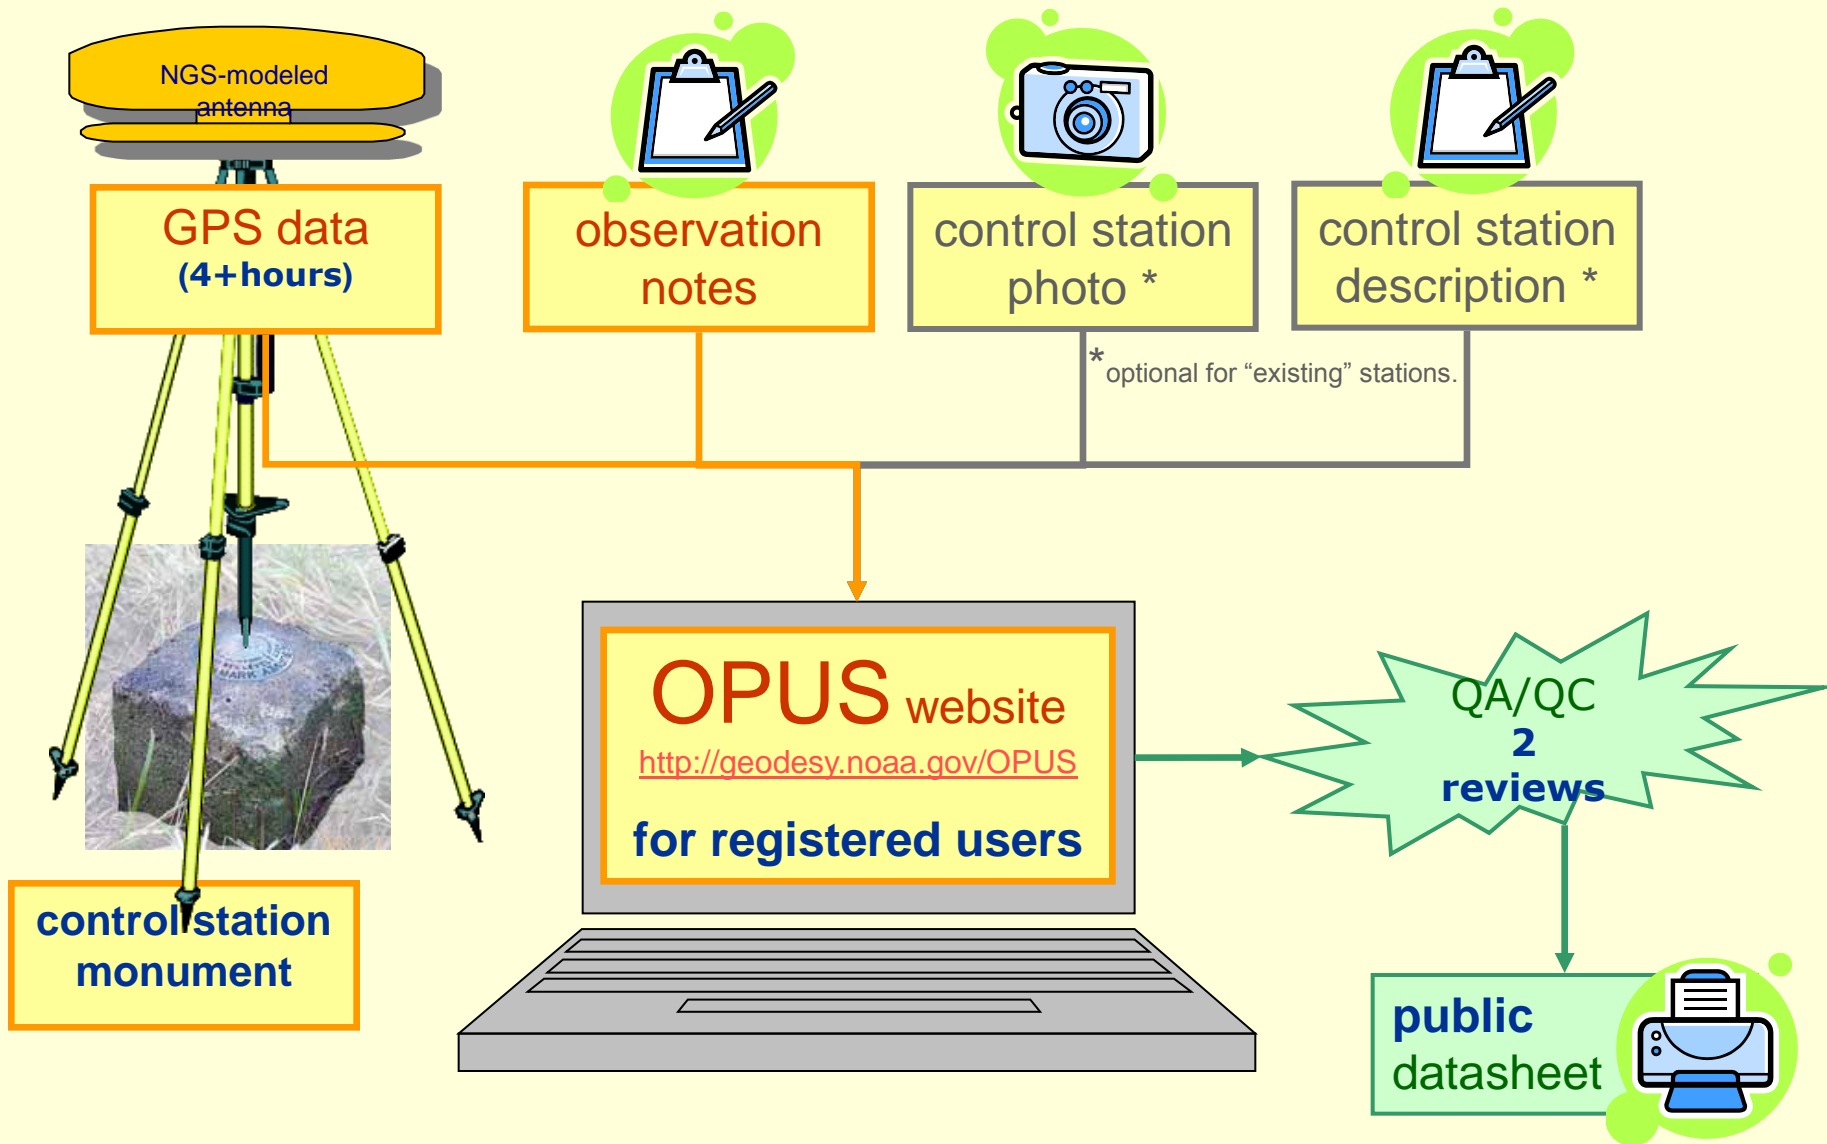 NGS-modeled
antenna
GPS data
(4+hours)
observation
notes
control station
photo *
control station
description *
*optional for “existing” stations.
OPUS website
http://geodesy.noaa.gov/OPUS
for registered users
QA/QC
2
reviews
MARK
control station
monument
public
datasheet